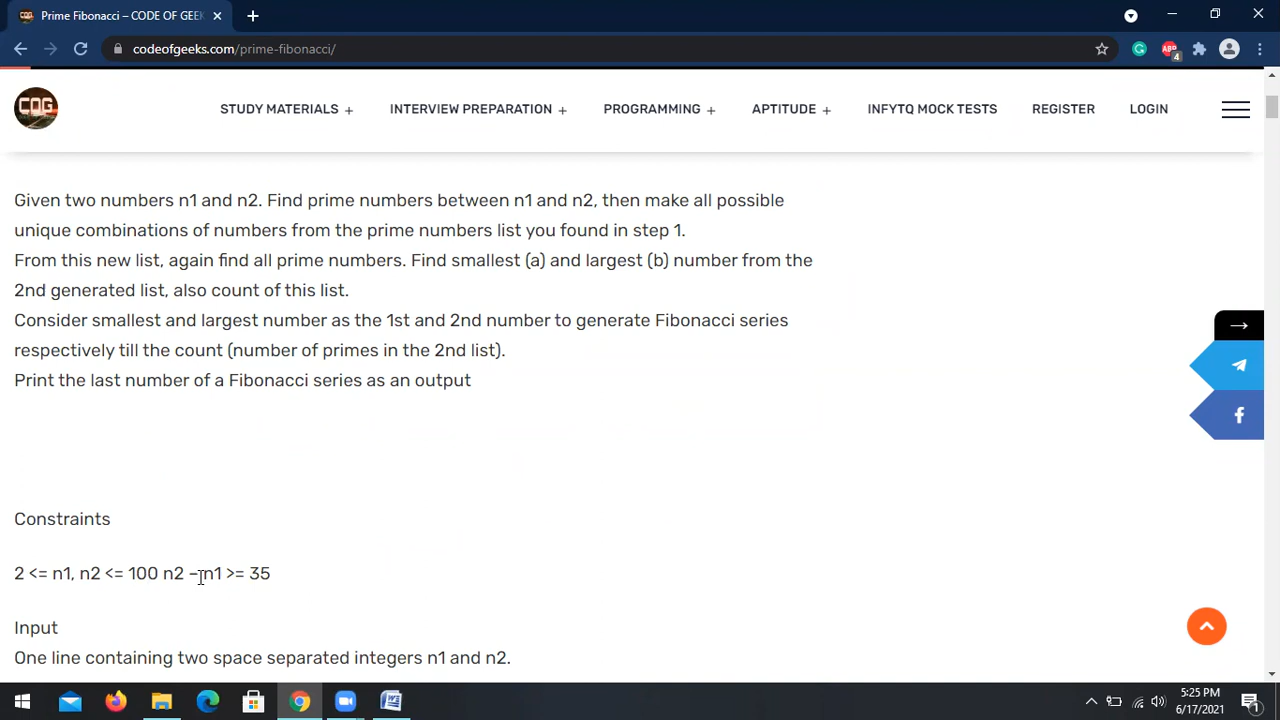 Prime Fibonacci – CODE OF GEEK
codeofgeeks.com/prime-fibonacci/
ABP
4
COG
STUDY MATERIALS +
INTERVIEW PREPARATION +
PROGRAMMING +
APTITUDE +
INFYTQ MOCK TESTS
REGISTER
LOGIN
Given two numbers n1 and n2. Find prime numbers between n1 and n2, then make all possible
unique combinations of numbers from the prime numbers list you found in step 1.
From this new list, again find all prime numbers. Find smallest (a) and largest (b) number from the
2nd generated list, also count of this list.
Consider smallest and largest number as the 1st and 2nd number to generate Fibonacci series
respectively till the count (number of primes in the 2nd list).
Print the last number of a Fibonacci series as an output
Constraints
2 <= n1, n2 <= 100 n2 – n1 >= 35
Input
One line containing two space separated integers n1 and n2.
5:25 PM
6/17/2021
1